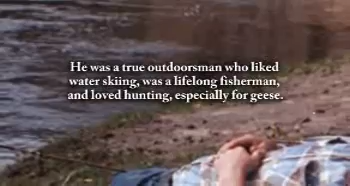 He was a true outdoorsman who liked
water skiing, was a lifelong fisherman,
and loved hunting, especially for geese.